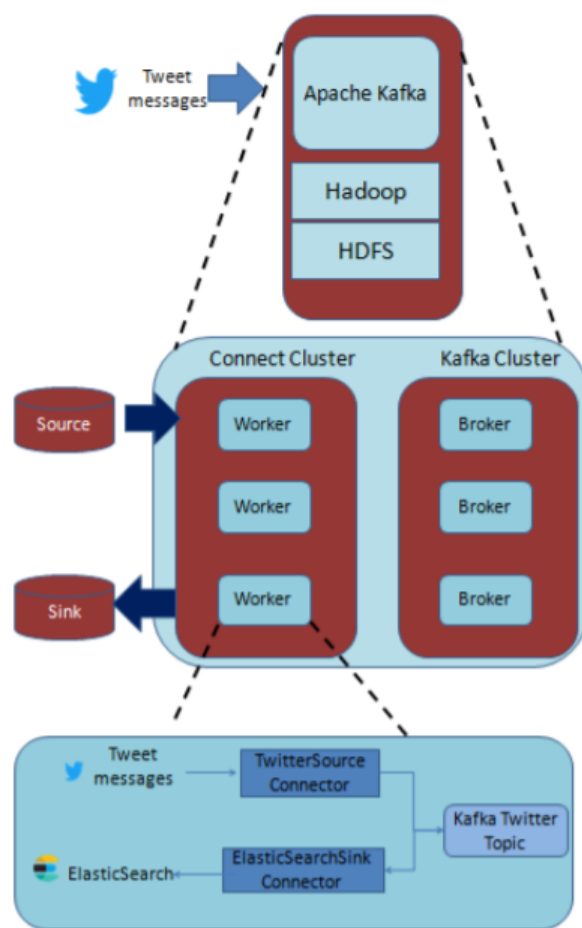 Tweet
messages
Apache Kafka
Hadoop
HDFS
Connect Cluster
Kafka Cluster
Source
Worker
Broker
Worker
Broker
Sink
Worker
Broker
Tweet
messages
TwitterSource
Connector
Kafka Twitter
Topic
ElasticSearch
ElasticSearchSink
Connector